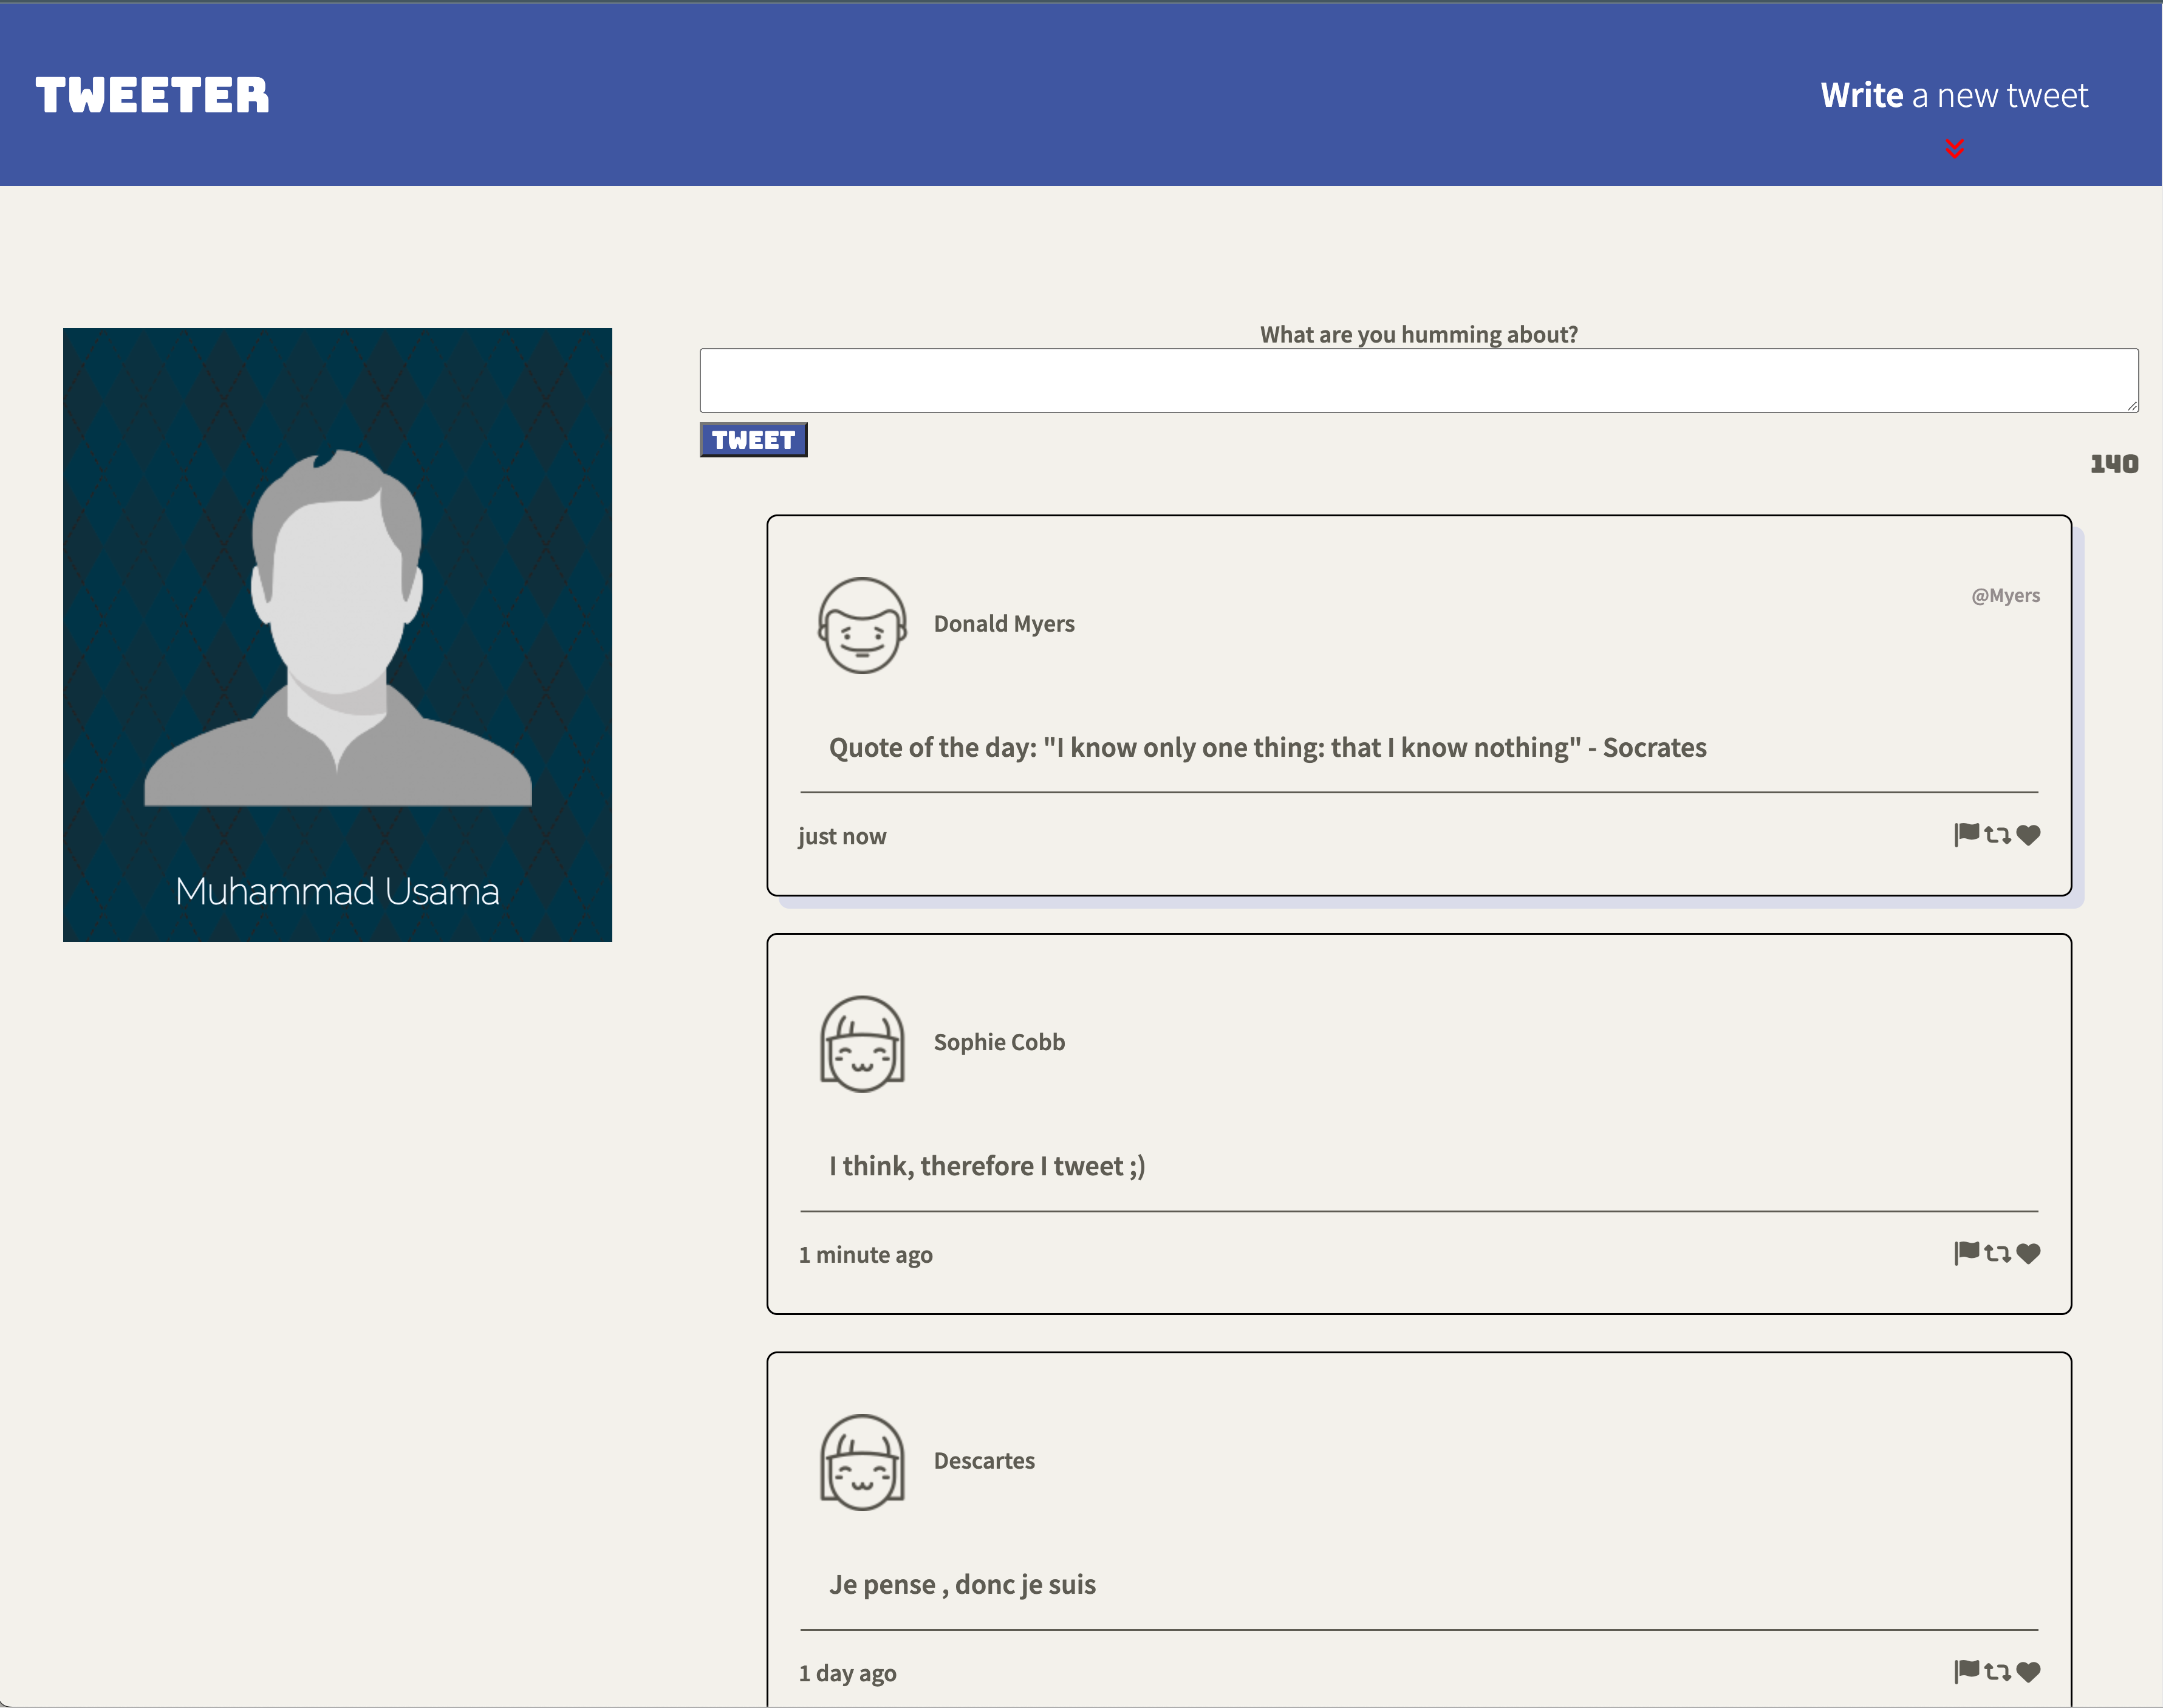 TWEETER
Write a new tweet
Muhammad Usama
What are you humming about?
TWEET
140
Donald Myers
@Myers
Quote of the day: "I know only one thing: that I know nothing" - Socrates
just now
Sophie Cobb
I think, therefore I tweet ;)
1 minute ago
Descartes
Je pense , donc je suis
1 day ago